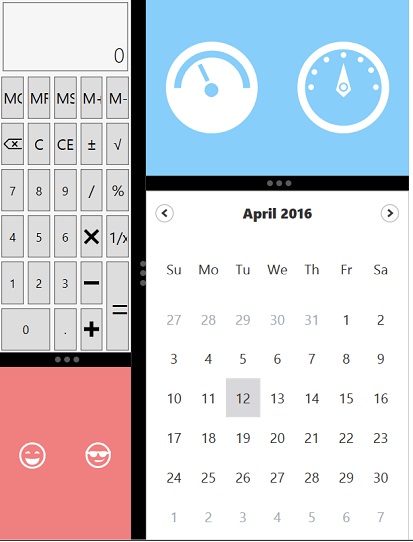 0
MC MR MS M+ M-
C CE ± √
7 8 9 / %
4 5 6 × 1/x
1 2 3 − =
0 . +
April 2016
Su Mo Tu We Th Fr Sa
27 28 29 30 31 1 2
3 4 5 6 7 8 9
10 11 12 13 14 15 16
17 18 19 20 21 22 23
24 25 26 27 28 29 30
1 2 3 4 5 6 7